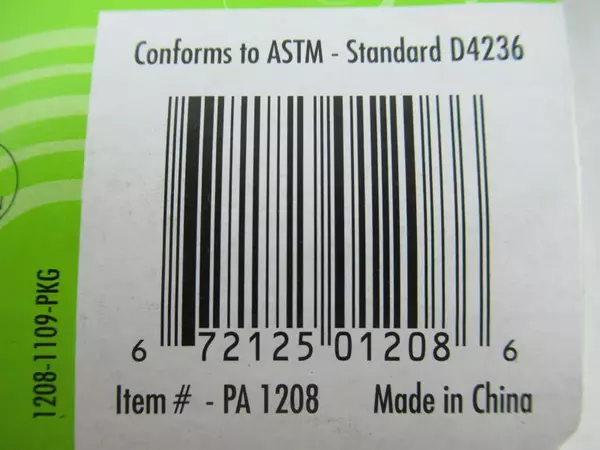 Conforms to ASTM - Standard D4236
6 72125 01208 6
Item # - PA 1208 Made in China
1208-1109-PKG